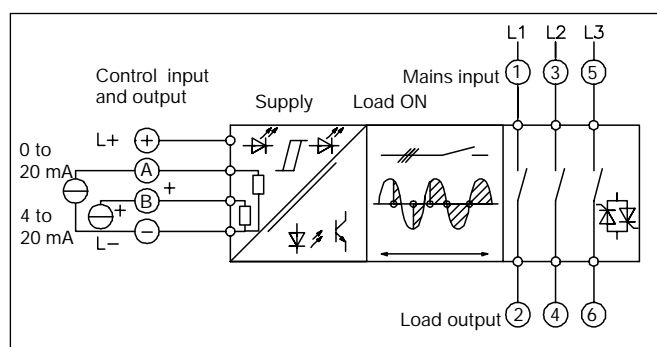 L1 L2 L3
Control input
and output
Mains input
1 3 5
Supply Load ON
L+ +
0 to
20 mA
A
B +
+
4 to
20 mA
L− −
Load output
2 4 6